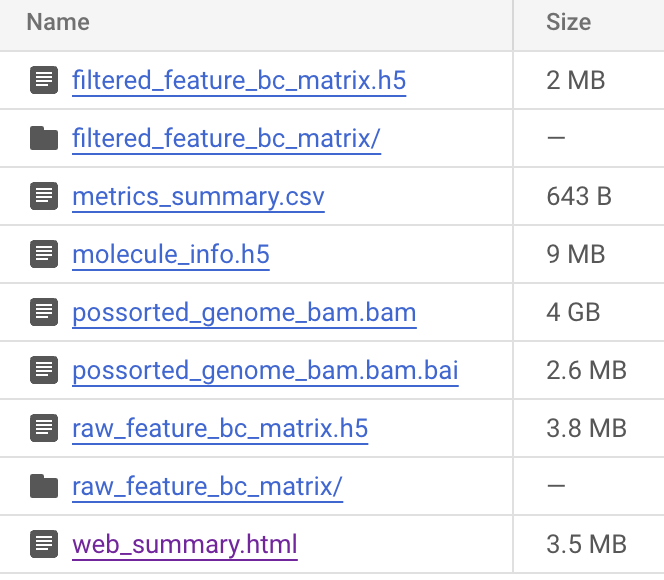 Name Size
filtered_feature_bc_matrix.h5 2 MB
filtered_feature_bc_matrix/ —
metrics_summary.csv 643 B
molecule_info.h5 9 MB
possorted_genome_bam.bam 4 GB
possorted_genome_bam.bam.bai 2.6 MB
raw_feature_bc_matrix.h5 3.8 MB
raw_feature_bc_matrix/ —
web_summary.html 3.5 MB